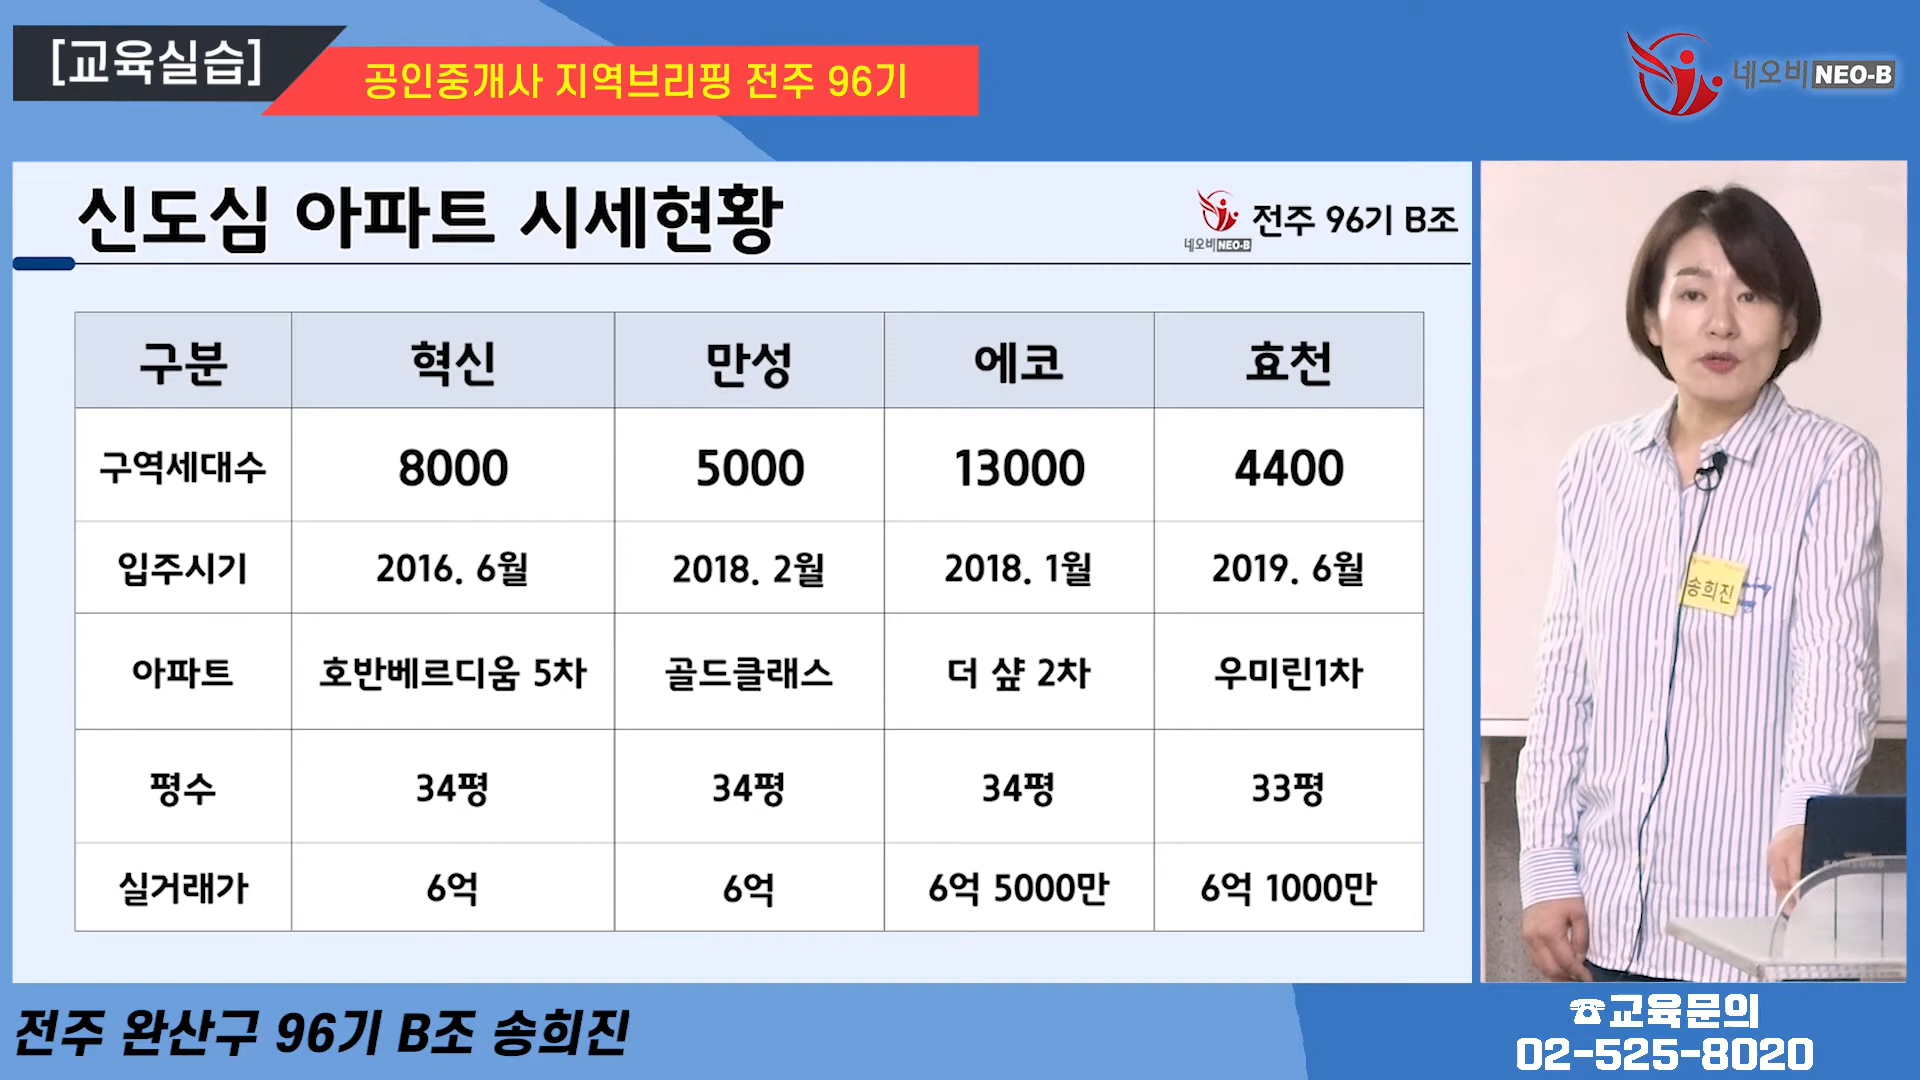 [교육실습]
공인중개사 지역브리핑 전주 96기
네오비 NEO-B
신도심 아파트 시세현황
네오비 NEO-B
전주 96기 B조
구분 혁신 만성 에코 효천
구역세대수 8000 5000 13000 4400
입주시기 2016. 6월 2018. 2월 2018. 1월 2019. 6월
아파트 호반베르디움 5차 골드클래스 더 샾 2차 우미린1차
평수 34평 34평 34평 33평
실거래가 6억 6억 6억 5000만 6억 1000만
송희진
SAMSUNG
전주 완산구 96기 B조 송희진
☎교육문의
02-525-8020